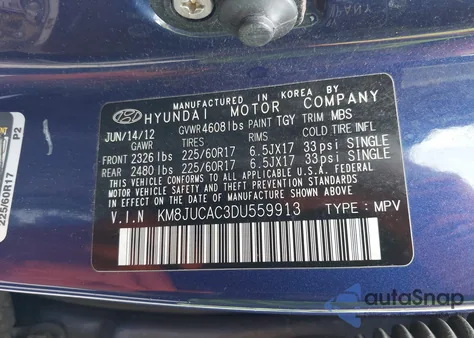 MANUFACTURED IN KOREA
HYUNDAI MOTOR COMPANY
JUN/14/12 GVWR 4608 lbs PAINT TGY TRIM MBS
GAWR TIRES RIMS COLD TIRE INFL
FRONT 2326 lbs 225/60R17 6.5JX17 33 psi SINGLE
REAR 2480 lbs 225/60R17 6.5JX17 33 psi SINGLE
THIS VEHICLE CONFORMS TO ALL APPLICABLE U.S.A. FEDERAL
MOTOR VEHICLE SAFETY, BUMPER, AND THEFT PREVENTION
STANDARDS IN EFFECT ON THE DATE OF MANUFACTURE SHOWN ABOVE.
V.I.N KM8JUCAC3DU559913 TYPE : MPV
225/60R17
P2
autoSnap